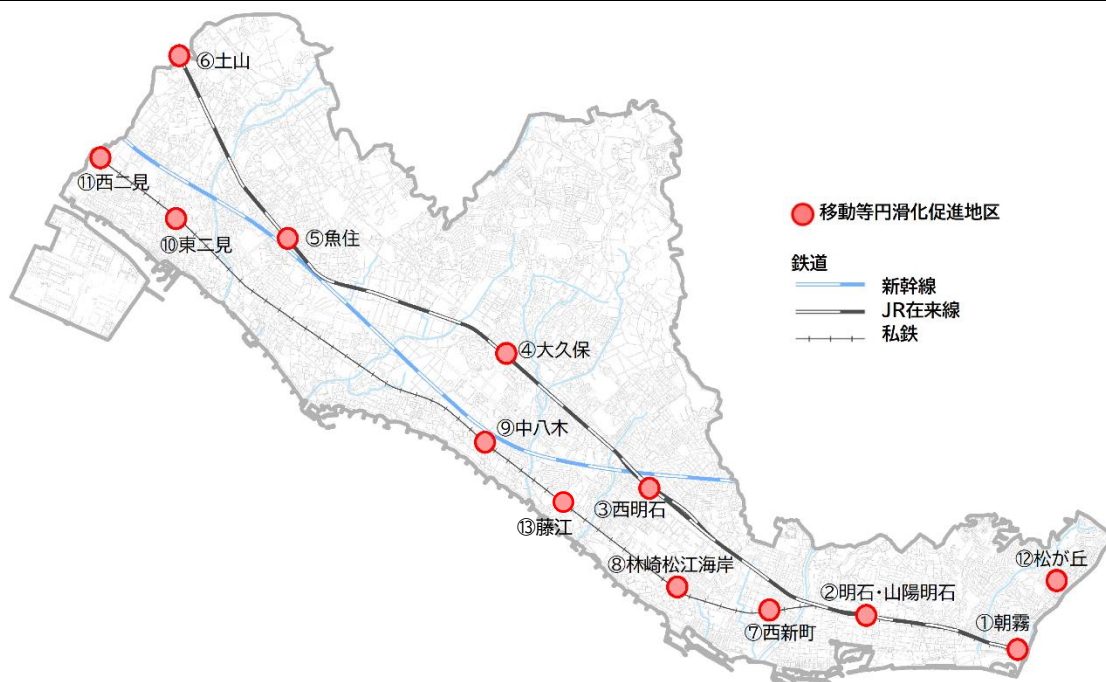 ⑥土山
⑪西二見
⑩東二見
⑤魚住
移動等円滑化促進地区
鉄道
新幹線
JR在来線
私鉄
④大久保
⑨中八木
③西明石
⑬藤江
⑧林崎松江海岸
⑫松が丘
②明石・山陽明石
⑦西新町
①朝霧